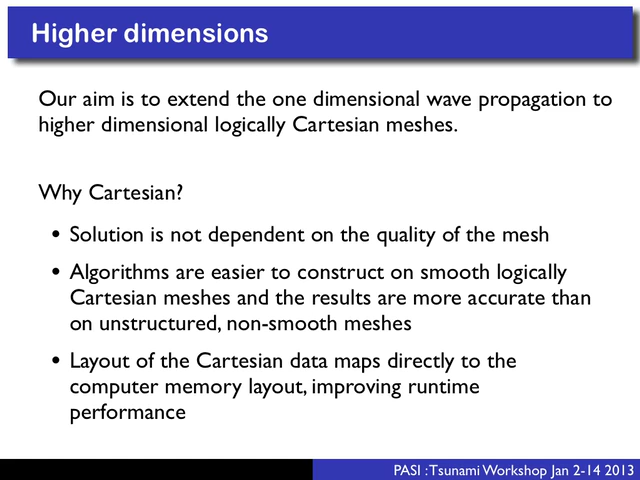 Higher dimensions
Our aim is to extend the one dimensional wave propagation to
higher dimensional logically Cartesian meshes.
Why Cartesian?
• Solution is not dependent on the quality of the mesh
• Algorithms are easier to construct on smooth logically
Cartesian meshes and the results are more accurate than
on unstructured, non-smooth meshes
• Layout of the Cartesian data maps directly to the
computer memory layout, improving runtime
performance
PASI : Tsunami Workshop Jan 2-14 2013